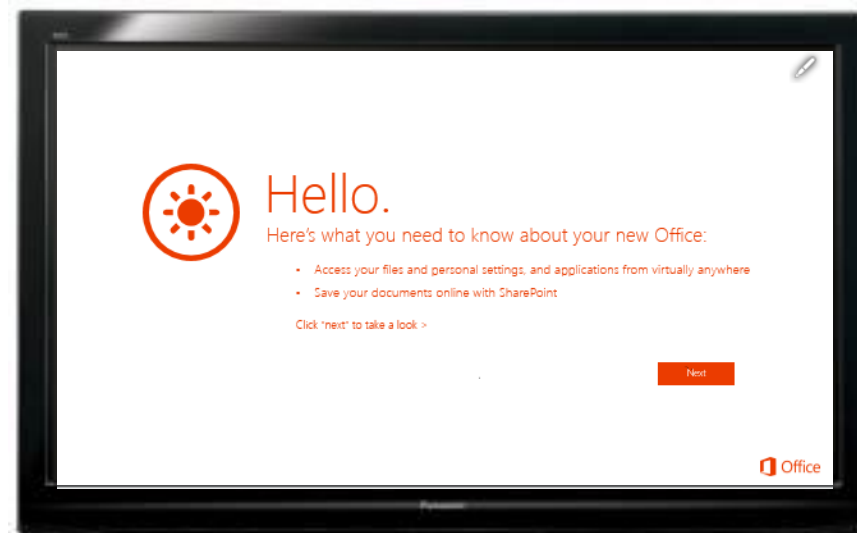 Hello.
Here's what you need to know about your new Office:
• Access your files and personal settings, and applications from virtually anywhere
• Save your documents online with SharePoint
Click "next" to take a look >
Next
Office
Panasonic